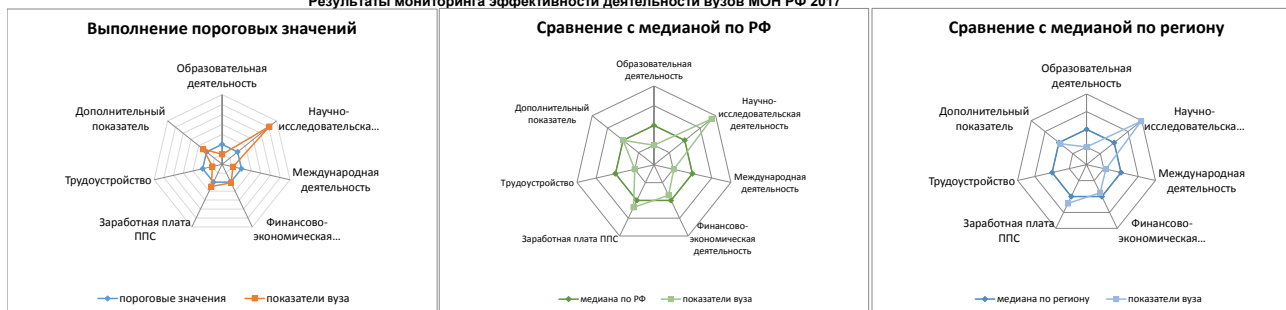 Результаты мониторинга эффективности деятельности вузов МОН РФ 2017
Выполнение пороговых значений
Образовательная
деятельность
Научно-
исследовательска...
Международная
деятельность
Финансово-
экономическая...
Заработная плата
ППС
Трудоустройство
Дополнительный
показатель
пороговые значения
показатели вуза
Сравнение с медианой по РФ
Образовательная
деятельность
Научно-
исследовательская
деятельность
Международная
деятельность
Финансово-
экономическая
деятельность
Заработная плата ППС
Трудоустройство
Дополнительный
показатель
медиана по РФ
показатели вуза
Сравнение с медианой по региону
Образовательная
деятельность
Научно-
исследовательска...
Международная
деятельность
Финансово-
экономическая...
Заработная плата
ППС
Трудоустройство
Дополнительный
показатель
медиана по региону
показатели вуза